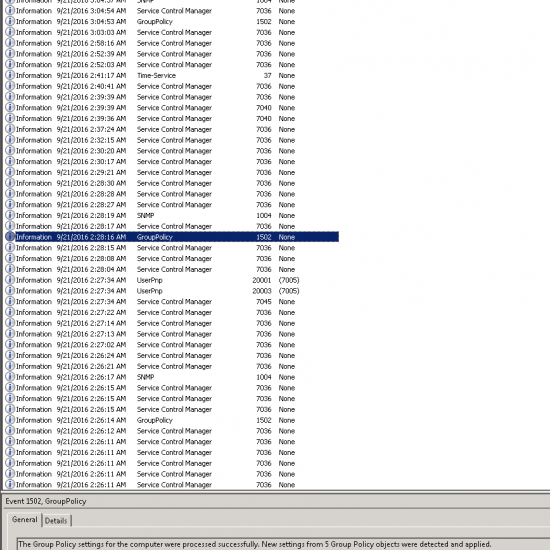 Information 9/21/2016 3:04:57 AM SNMP 1004 None
Information 9/21/2016 3:04:54 AM Service Control Manager 7036 None
Information 9/21/2016 3:04:53 AM GroupPolicy 1502 None
Information 9/21/2016 3:03:03 AM Service Control Manager 7036 None
Information 9/21/2016 2:58:16 AM Service Control Manager 7036 None
Information 9/21/2016 2:52:39 AM Service Control Manager 7036 None
Information 9/21/2016 2:52:03 AM Service Control Manager 7036 None
Information 9/21/2016 2:41:17 AM Time-Service 37 None
Information 9/21/2016 2:40:41 AM Service Control Manager 7036 None
Information 9/21/2016 2:39:39 AM Service Control Manager 7036 None
Information 9/21/2016 2:39:39 AM Service Control Manager 7040 None
Information 9/21/2016 2:39:36 AM Service Control Manager 7040 None
Information 9/21/2016 2:37:24 AM Service Control Manager 7036 None
Information 9/21/2016 2:32:15 AM Service Control Manager 7036 None
Information 9/21/2016 2:30:20 AM Service Control Manager 7036 None
Information 9/21/2016 2:30:17 AM Service Control Manager 7036 None
Information 9/21/2016 2:29:21 AM Service Control Manager 7036 None
Information 9/21/2016 2:28:30 AM Service Control Manager 7036 None
Information 9/21/2016 2:28:28 AM Service Control Manager 7036 None
Information 9/21/2016 2:28:27 AM Service Control Manager 7036 None
Information 9/21/2016 2:28:19 AM SNMP 1004 None
Information 9/21/2016 2:28:17 AM Service Control Manager 7036 None
Information 9/21/2016 2:28:16 AM GroupPolicy 1502 None
Information 9/21/2016 2:28:15 AM Service Control Manager 7036 None
Information 9/21/2016 2:28:08 AM Service Control Manager 7036 None
Information 9/21/2016 2:28:04 AM Service Control Manager 7036 None
Information 9/21/2016 2:27:34 AM UserPnp 20001 (7005)
Information 9/21/2016 2:27:34 AM UserPnp 20003 (7005)
Information 9/21/2016 2:27:34 AM Service Control Manager 7045 None
Information 9/21/2016 2:27:22 AM Service Control Manager 7036 None
Information 9/21/2016 2:27:14 AM Service Control Manager 7036 None
Information 9/21/2016 2:27:13 AM Service Control Manager 7036 None
Information 9/21/2016 2:27:02 AM Service Control Manager 7036 None
Information 9/21/2016 2:26:24 AM Service Control Manager 7036 None
Information 9/21/2016 2:26:21 AM Service Control Manager 7036 None
Information 9/21/2016 2:26:17 AM SNMP 1004 None
Information 9/21/2016 2:26:15 AM Service Control Manager 7036 None
Information 9/21/2016 2:26:15 AM Service Control Manager 7036 None
Information 9/21/2016 2:26:15 AM Service Control Manager 7036 None
Information 9/21/2016 2:26:14 AM GroupPolicy 1502 None
Information 9/21/2016 2:26:12 AM Service Control Manager 7036 None
Information 9/21/2016 2:26:11 AM Service Control Manager 7036 None
Information 9/21/2016 2:26:11 AM Service Control Manager 7036 None
Information 9/21/2016 2:26:11 AM Service Control Manager 7036 None
Information 9/21/2016 2:26:11 AM Service Control Manager 7036 None
Information 9/21/2016 2:26:11 AM Service Control Manager 7036 None
Event 1502, GroupPolicy
General Details
The Group Policy settings for the computer were processed successfully. New settings from 5 Group Policy objects were detected and applied.